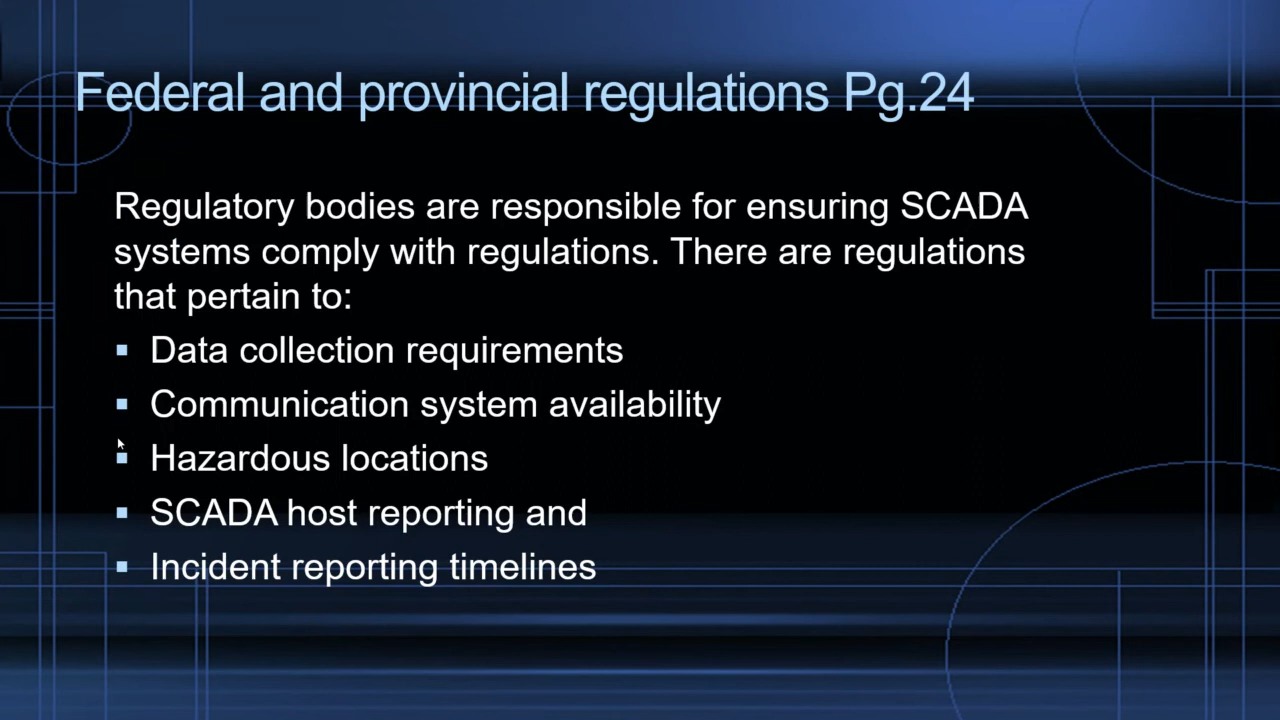 Federal and provincial regulations Pg.24
Regulatory bodies are responsible for ensuring SCADA
systems comply with regulations. There are regulations
that pertain to:
▪ Data collection requirements
▪ Communication system availability
▪ Hazardous locations
▪ SCADA host reporting and
▪ Incident reporting timelines